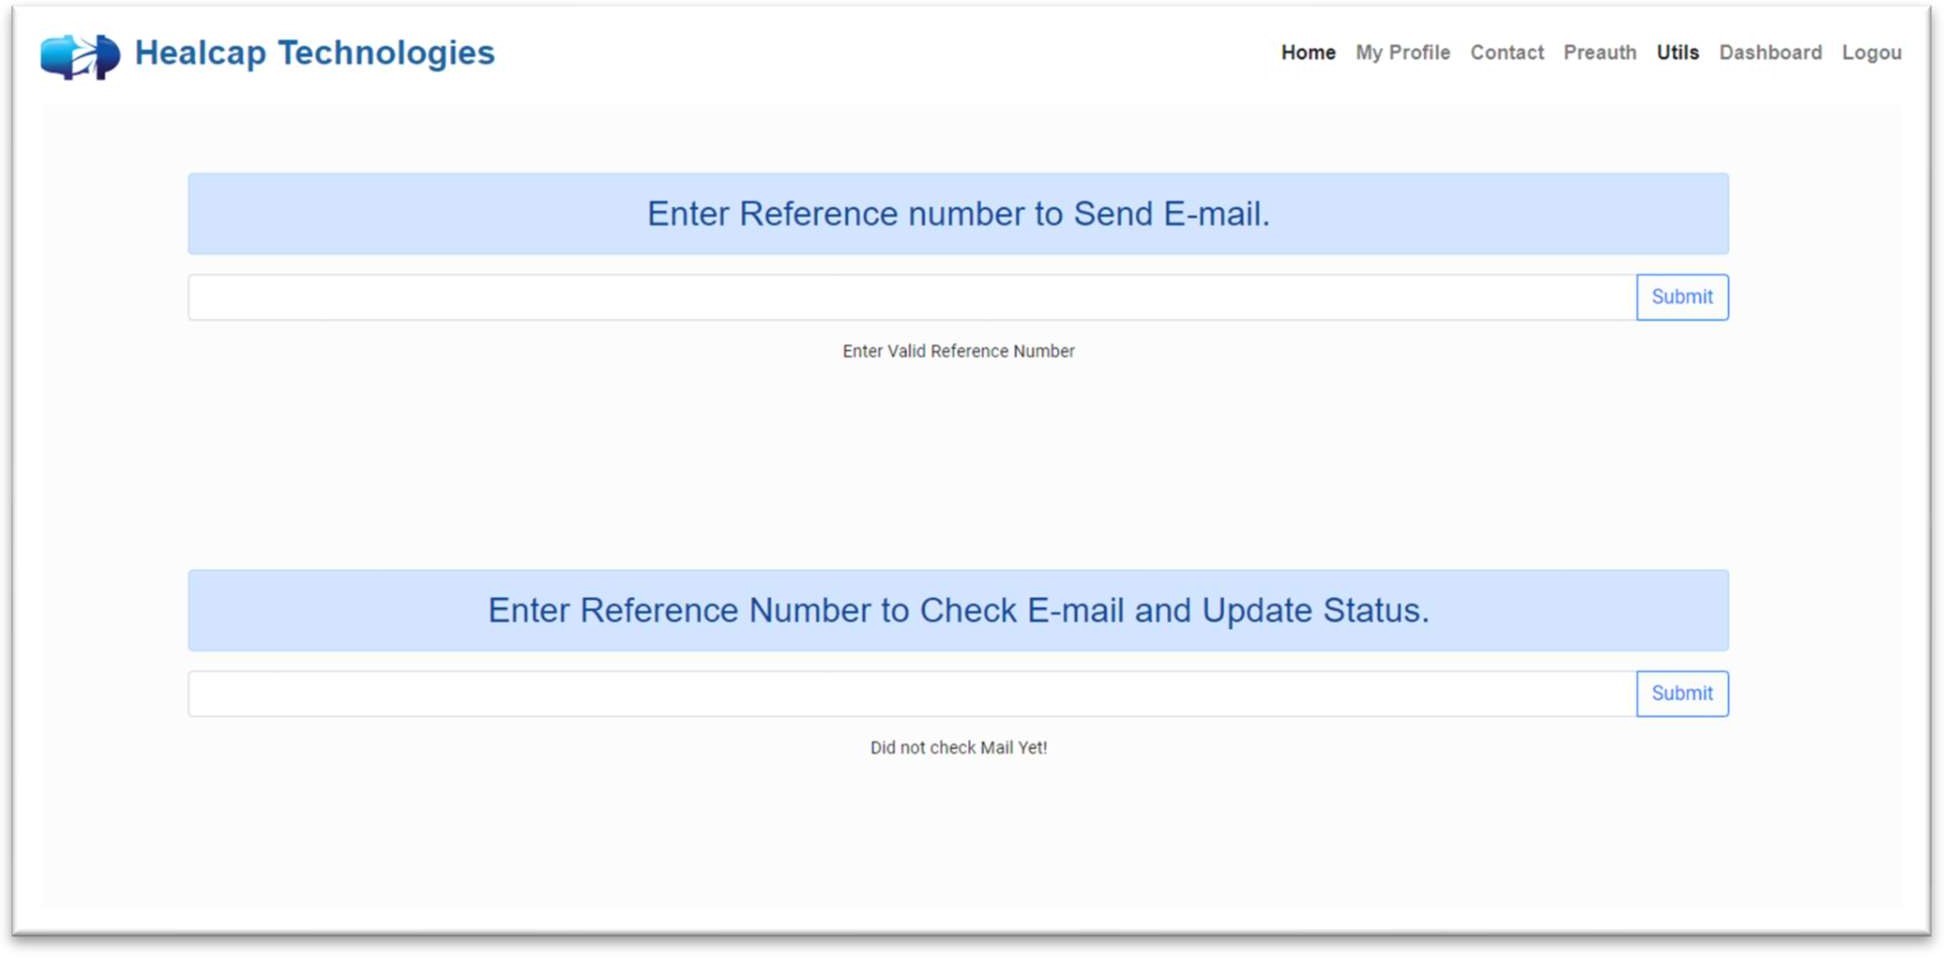 Healcap Technologies
Home My Profile Contact Preauth Utils Dashboard Logou
Enter Reference number to Send E-mail.
Submit
Enter Valid Reference Number
Enter Reference Number to Check E-mail and Update Status.
Submit
Did not check Mail Yet!